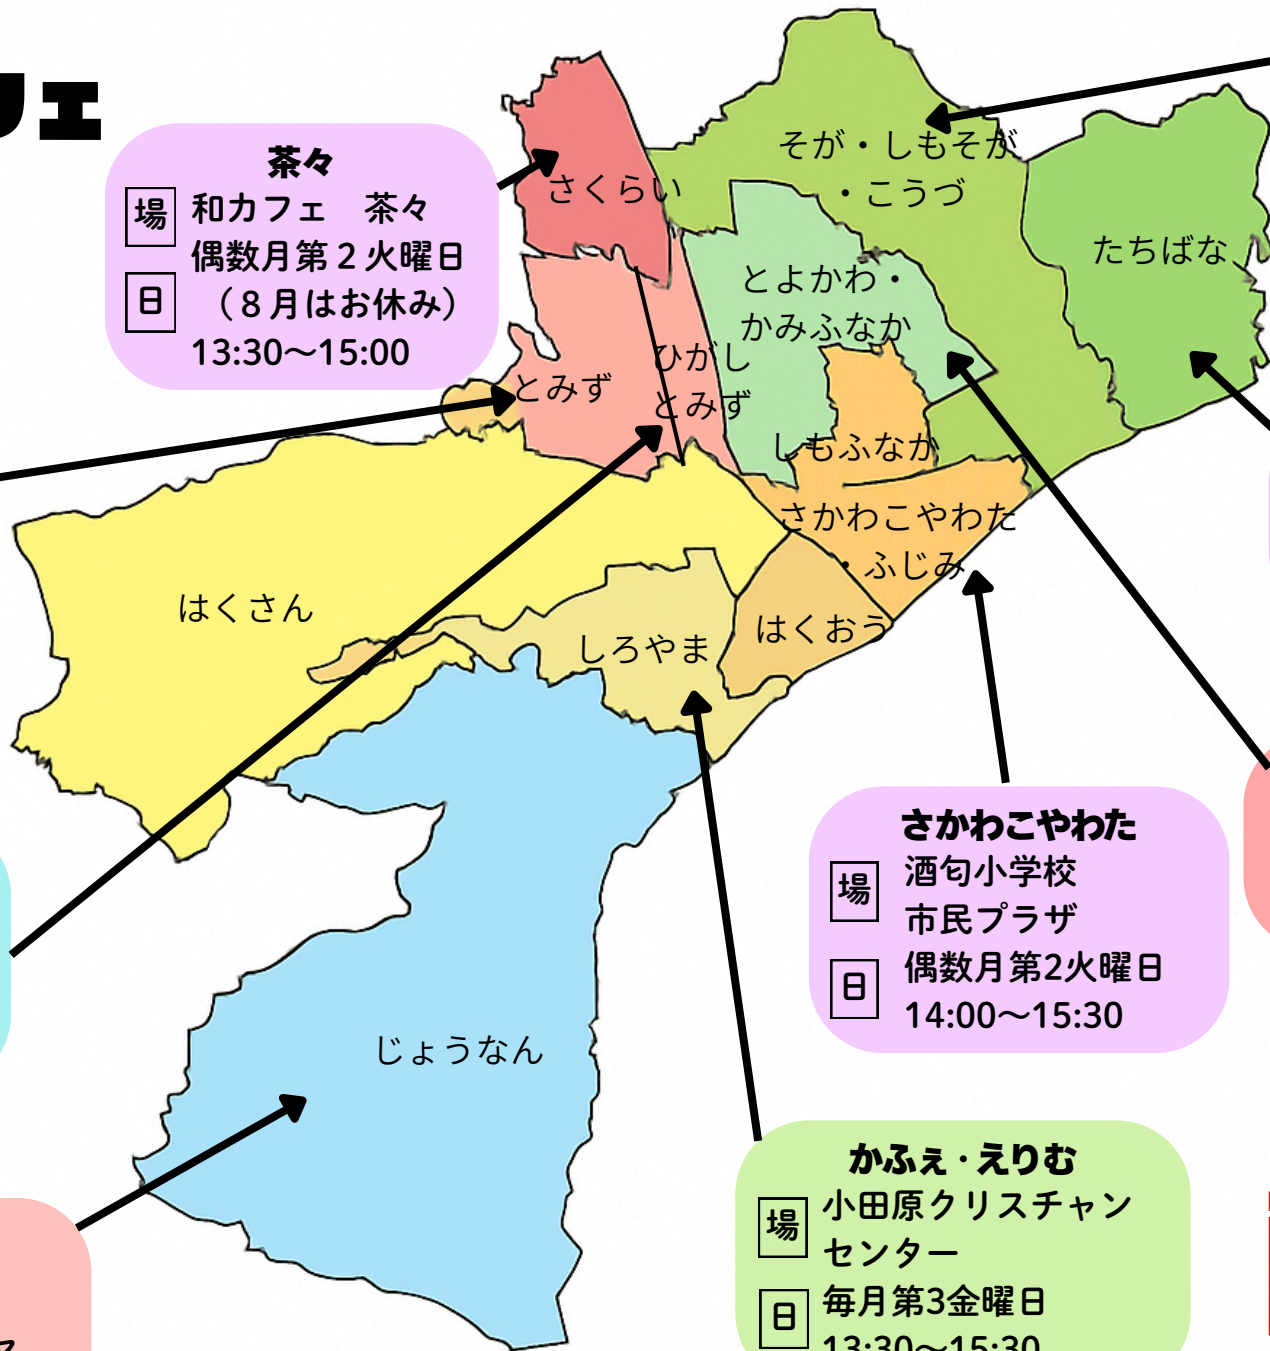 フェ
茶々
場
和カフェ 茶々
偶数月第２火曜日
日
（８月はお休み）
13:30～15:00
さくらい
そが・しもそが
・こうづ
たちばな
とよかわ・
かみふなか
ひがし
とみず
とみず
しもふなか
さかわこやわた
・ふじみ
はくさん
しろやま
はくおう
じょうなん
さかわこやわた
場
酒匂小学校
市民プラザ
日
偶数月第2火曜日
14:00～15:30
かふぇ・えりむ
場
小田原クリスチャン
センター
日
毎月第3金曜日
13:30～15:30